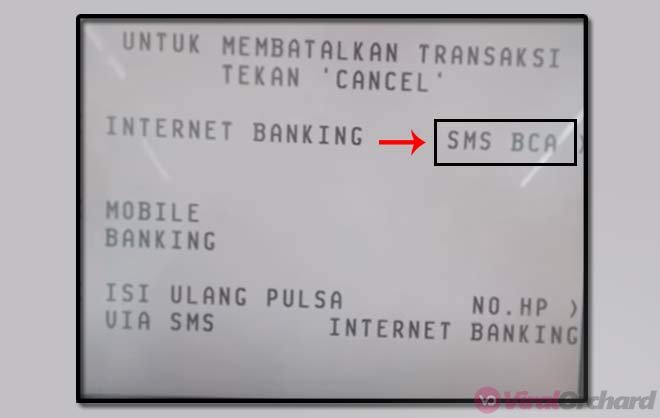 UNTUK MEMBATALKAN TRANSAKSI
TEKAN 'CANCEL'
INTERNET BANKING SMS BCA >
MOBILE
BANKING
ISI ULANG PULSA NO.HP >
VIA SMS INTERNET BANKING
ViralOrchard